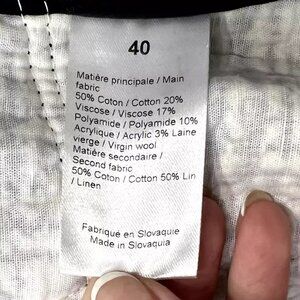 40
Matière principale / Main
fabric
50% Coton / Cotton 20%
Viscose / Viscose 17%
Polyamide / Polyamide 10%
Acrylique / Acrylic 3% Laine
vierge / Virgin wool
Matière secondaire /
Second fabric
50% Coton / Cotton 50% Lin
/ Linen
Fabriqué en Slovaquie
Made in Slovaquia